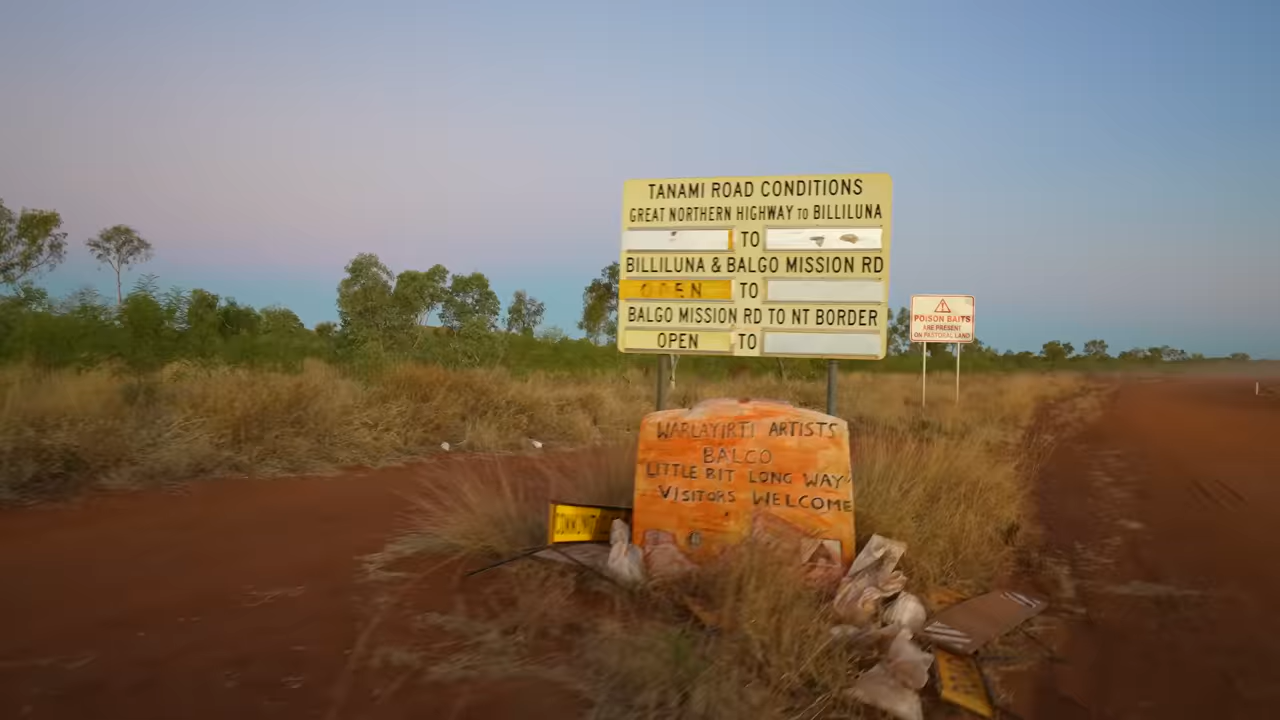 TANAMI ROAD CONDITIONS
GREAT NORTHERN HIGHWAY TO BILLILUNA
TO
BILLILUNA & BALGO MISSION RD
OPEN TO
BALGO MISSION RD TO NT BORDER
OPEN TO
POISON BAITS
ARE PRESENT
ON PASTORAL LAND
WARLAYIRTI ARTISTS
BALGO
LITTLE BIT LONG WAY
VISITORS WELCOME